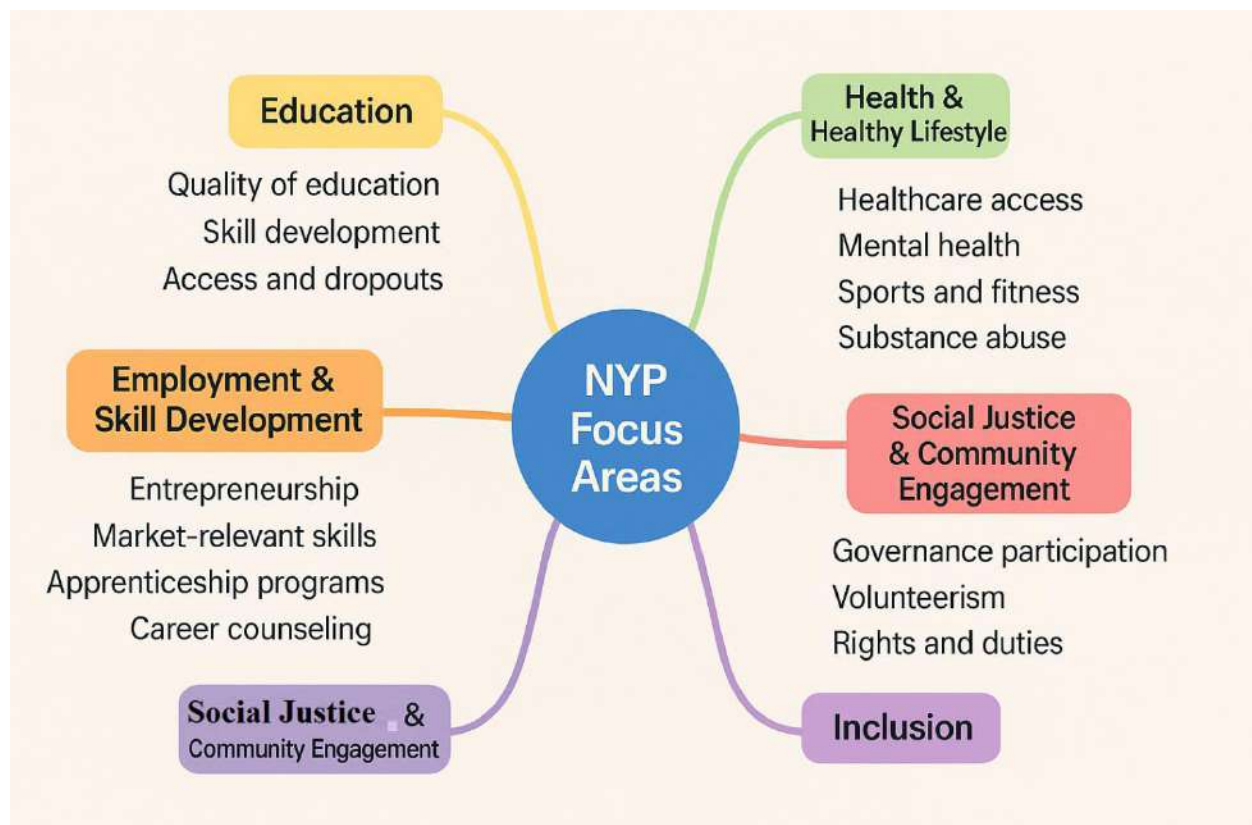 Education
Quality of education
Skill development
Access and dropouts
Employment &
Skill Development
Entrepreneurship
Market-relevant skills
Apprenticeship programs
Career counseling
Social Justice &
Community Engagement
NYP
Focus
Areas
Health &
Healthy Lifestyle
Healthcare access
Mental health
Sports and fitness
Substance abuse
Social Justice
& Community
Engagement
Governance participation
Volunteerism
Rights and duties
Inclusion